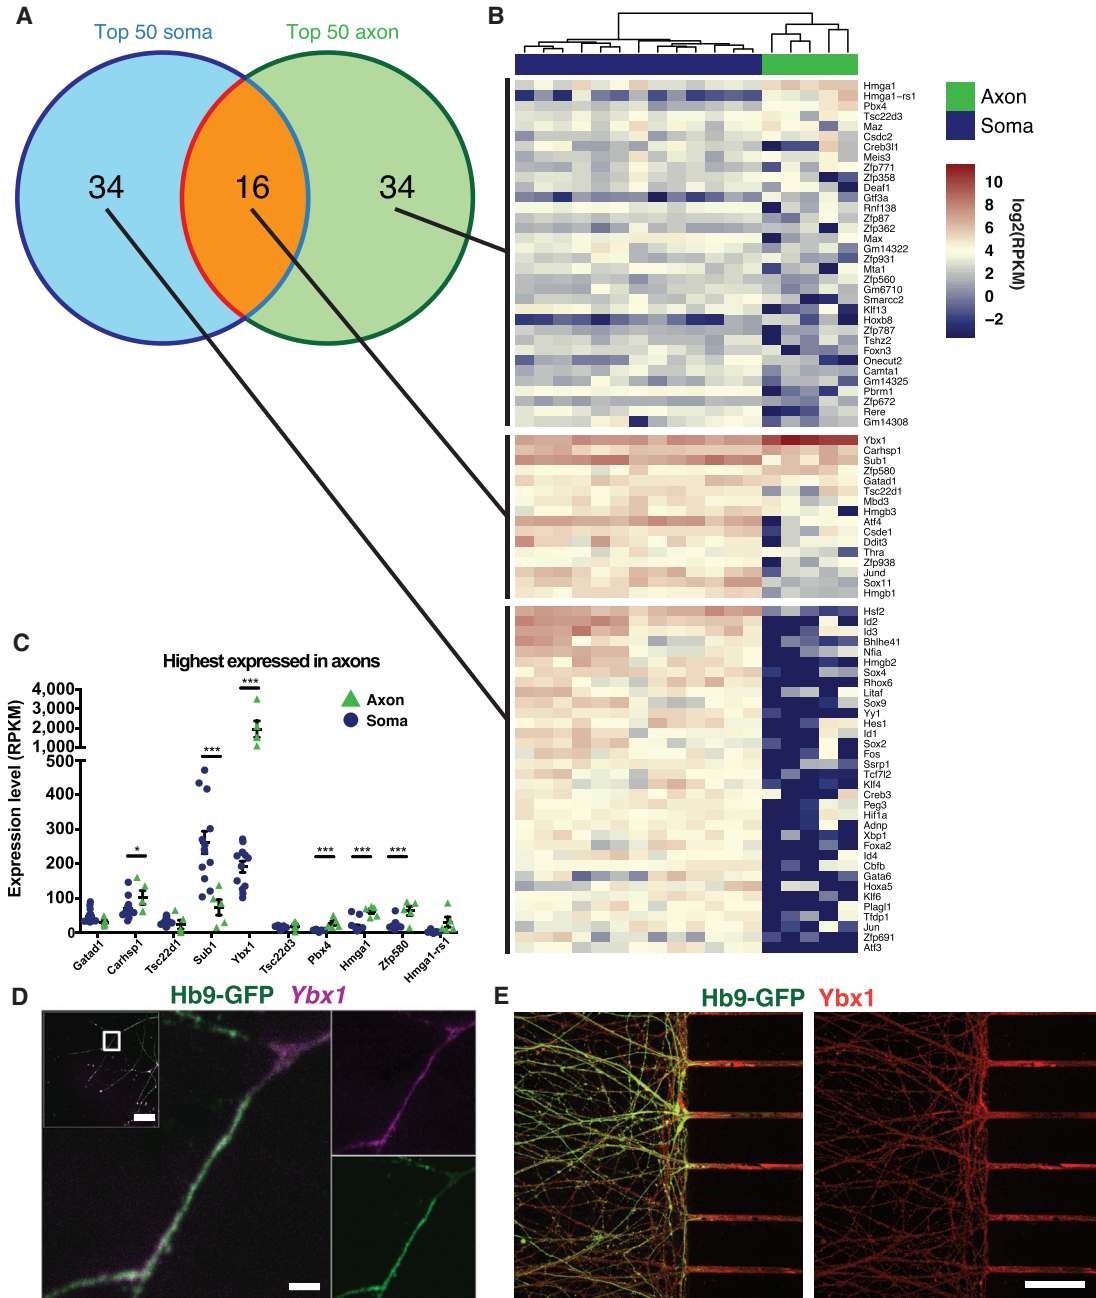 A
Top 50 soma
Top 50 axon
34
16
34
B
Hmga1
Hmga1-rs1
Pbx4
Tsc22d3
Maz
Csdc2
Creb3l1
Meis3
Zfp771
Zfp358
Deaf1
Gtf3a
Rnf138
Zfp87
Zfp362
Max
Gm14322
Zfp931
Mta1
Zfp560
Gm6710
Smarcc2
Klf13
Hoxb8
Zfp787
Tshz2
Foxn3
Onecut2
Camta1
Gm14325
Pbrm1
Zfp672
Rere
Gm14308
Ybx1
Carhsp1
Sub1
Zfp580
Gatad1
Tsc22d1
Mbd3
Hmgb3
Atf4
Csde1
Ddit3
Thra
Zfp938
Jund
Sox11
Hmgb1
Hsf2
Id2
Id3
Bhlhe41
Nfia
Hmgb2
Sox4
Rhox6
Litaf
Sox9
Yy1
Hes1
Id1
Sox2
Fos
Ssrp1
Tcf7l2
Klf4
Creb3
Peg3
Hif1a
Adnp
Xbp1
Foxa2
Id4
Cbfb
Gata6
Hoxa5
Klf6
Plagl1
Tfdp1
Jun
Zfp691
Atf3
Axon
Soma
10
8
6
4
2
0
−2
log2(RPKM)
C
Highest expressed in axons
Expression level (RPKM)
4,000
3,000
2,000
1,000
500
400
300
200
100
0
Axon
Soma
*
***
***
***
***
***
Gatad1
Carhsp1
Tsc22d1
Sub1
Ybx1
Tsc22d3
Pbx4
Hmga1
Zfp580
Hmga1-rs1
D
Hb9-GFP Ybx1
E
Hb9-GFP Ybx1